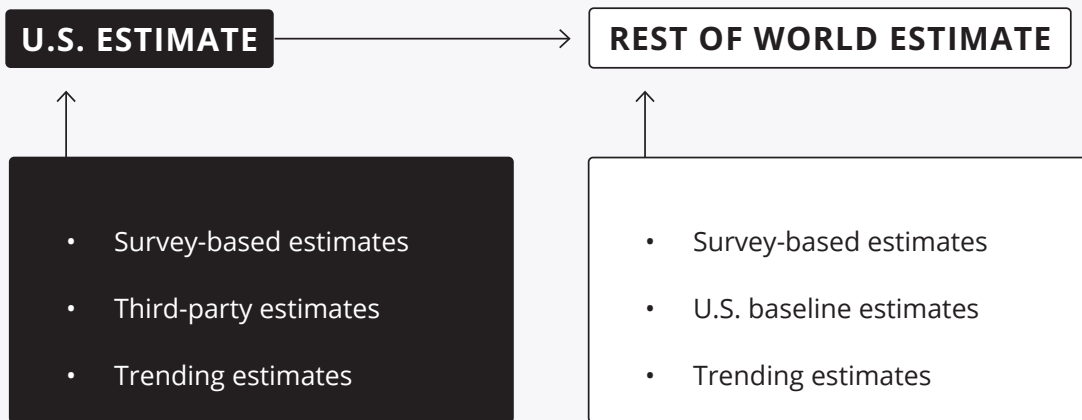 U.S. ESTIMATE
REST OF WORLD ESTIMATE
• Survey-based estimates
• Third-party estimates
• Trending estimates
• Survey-based estimates
• U.S. baseline estimates
• Trending estimates